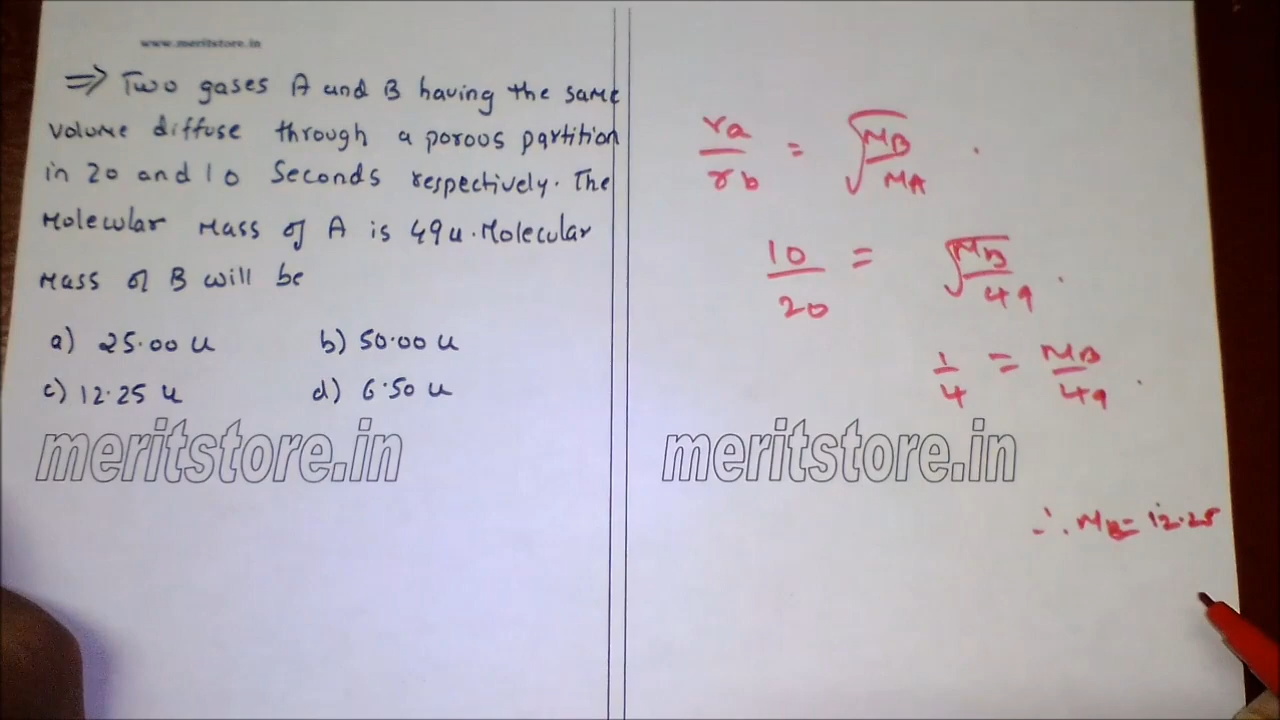 www.meritstore.in
⇒ Two gases A and B having the same
volume diffuse through a porous partition
in 20 and 10 Seconds respectively. The
Molecular Mass of A is 49u. Molecular
Mass of B will be
a) 25.00 u b) 50.00 u
c) 12.25 u d) 6.50 u
meritstore.in
ra/rb = √MB/MA .
10/20 = √MB/49 .
1/4 = MB/49 .
meritstore.in
∴ MB = 12.25